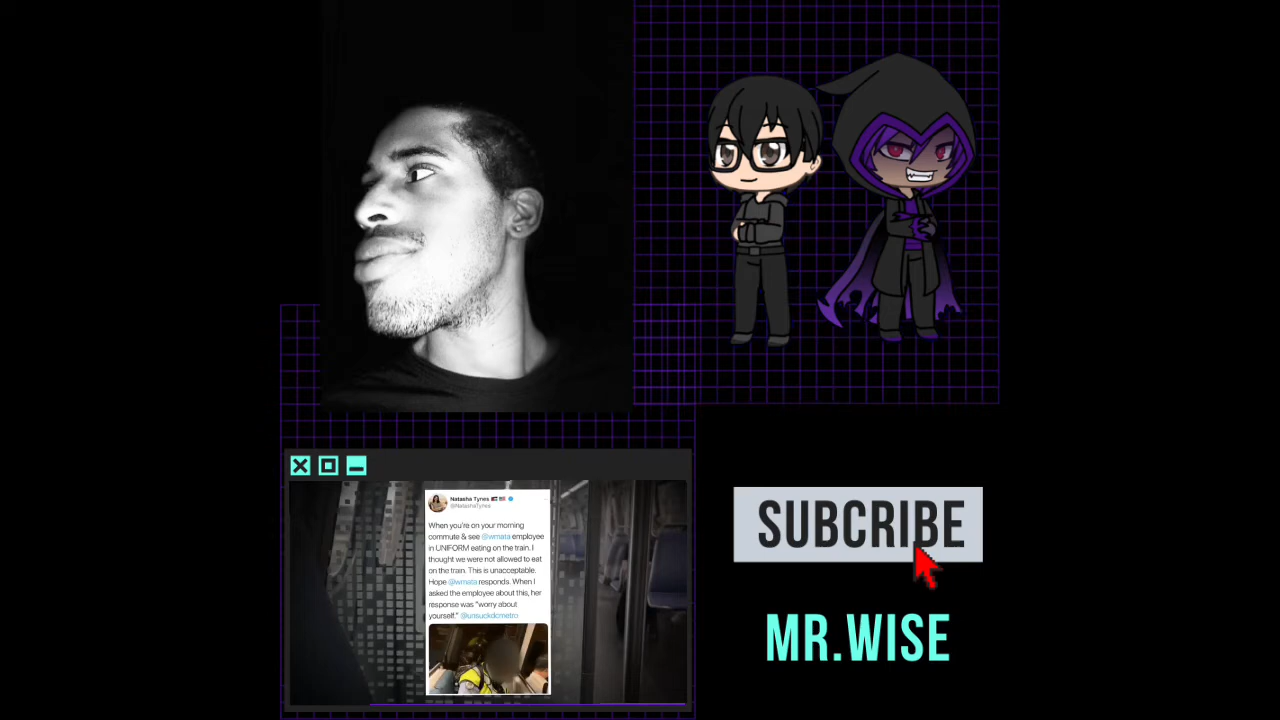 Natasha Tynes
@NatashaTynes
When you're on your morning
commute & see @wmata employee
in UNIFORM eating on the train. I
thought we were not allowed to eat
on the train. This is unacceptable.
Hope @wmata responds. When I
asked the employee about this, her
response was "worry about
yourself." @unsuckdcmetro
SUBCRIBE
MR.WISE